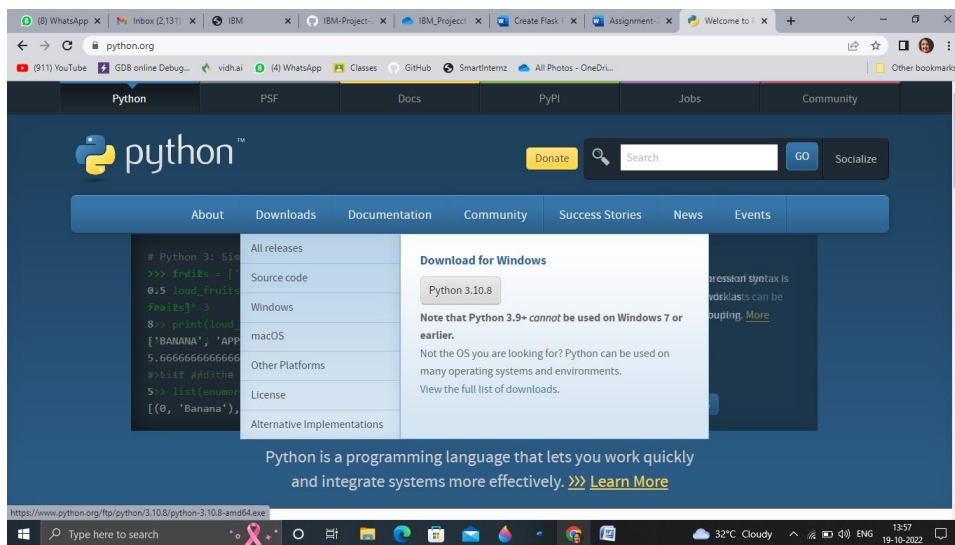 (8) WhatsApp
Inbox (2,131
IBM
IBM-Project-
IBM_Project
Create Flask
Assignment-
Welcome to
python.org
(911) YouTube
GDB online Debug...
vidh.ai
(4) WhatsApp
Classes
GitHub
SmartInternz
All Photos - OneDri...
Other bookmarks
Python
PSF
Docs
PyPI
Jobs
Community
python™
Donate
Search
GO
Socialize
About
Downloads
Documentation
Community
Success Stories
News
Events
All releases
Source code
Windows
macOS
Other Platforms
License
Alternative Implementations
Download for Windows
Python 3.10.8
Note that Python 3.9+ cannot be used on Windows 7 or
earlier.
Not the OS you are looking for? Python can be used on
many operating systems and environments.
View the full list of downloads.
# Python 3:
>>> fruits = ['
loud_fruits
>>> print(loud_
['BANANA', 'APP
5.6666666666666
>>> list(enumer
[(0, 'Banana'),
syntax is
can be
More
Python is a programming language that lets you work quickly
and integrate systems more effectively. >>> Learn More
https://www.python.org/ftp/python/3.10.8/python-3.10.8-amd64.exe
Type here to search
32°C Cloudy
ENG
13:57
19-10-2022